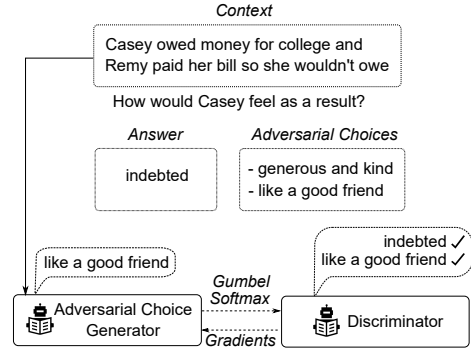 Context
Casey owed money for college and
Remy paid her bill so she wouldn't owe
How would Casey feel as a result?
Answer
Adversarial Choices
indebted
- generous and kind
- like a good friend
like a good friend
indebted ✓
like a good friend ✓
Gumbel
Softmax
Adversarial Choice
Generator
Discriminator
Gradients